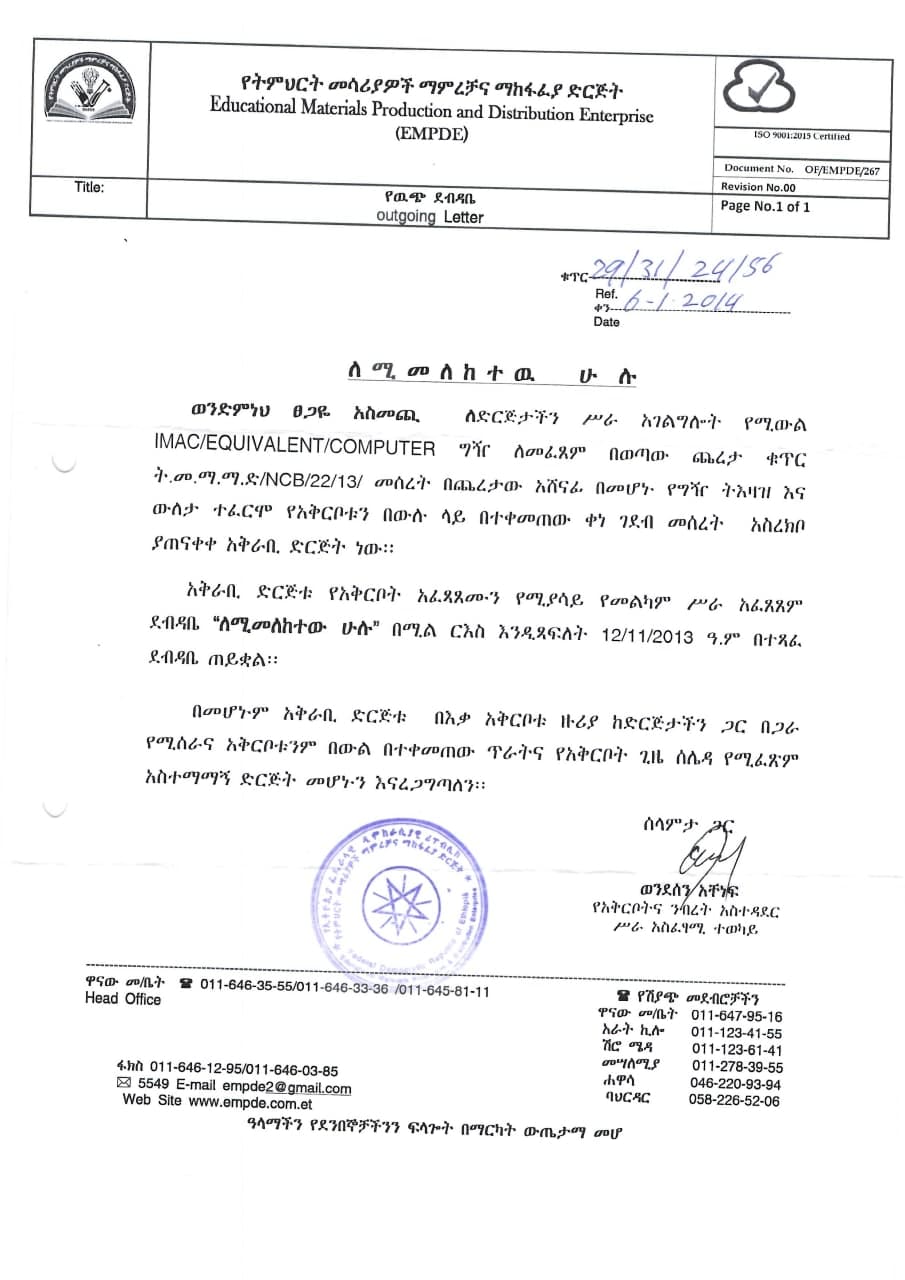 የትምህርት መሳሪያዎች ማምረቻና ማከፋፈያ ድርጅት
Educational Materials Production and Distribution Enterprise
(EMPDE)
ISO 9001:2015 Certified
Document No. OF/EMPDE/267
Revision No.00
Page No.1 of 1
Title:
የዉጭ ደብዳቤ
outgoing Letter
ቁጥር 29/31/24/56
Ref.
ቀን 6-1-2014
Date
ለሚመለከተዉ ሁሉ
ወንድምነህ ፀጋዬ አስመጪ ለድርጅታችን ሥራ አገልግሎት የሚውል
IMAC/EQUIVALENT/COMPUTER ግዥ ለመፈጸም በወጣው ጨረታ ቁጥር
ት.መ.ማ.ማ.ድ/NCB/22/13/ መሰረት በጨረታው አሸናፊ በመሆኑ የግዥ ትእዛዝ እና
ውለታ ተፈርሞ የአቅርቦቱን በውሉ ላይ በተቀመጠው ቀነ ገደብ መሰረት አስረክቦ
ያጠናቀቀ አቅራቢ ድርጅት ነው፡፡
አቅራቢ ድርጅቱ የአቅርቦት አፈጻጸሙን የሚያሳይ የመልካም ሥራ አፈጻጸም
ደብዳቤ “ለሚመለከተው ሁሉ” በሚል ርእስ እንዲጻፍለት 12/11/2013 ዓ.ም በተጻፈ
ደብዳቤ ጠይቋል፡፡
በመሆኑም አቅራቢ ድርጅቱ በእቃ አቅርቦቱ ዙሪያ ከድርጅታችን ጋር በጋራ
የሚሰራና አቅርቦቱንም በውል በተቀመጠው ጥራትና የአቅርቦት ጊዜ ሰሌዳ የሚፈጽም
አስተማማኝ ድርጅት መሆኑን እናረጋግጣለን፡፡
ሰላምታ ጋር
ወንደሰን አቸነፍ
የአቅርቦትና ንብረት አስተዳደር
ሥራ አስፈፃሚ ተወካይ
ዋናው መ/ቤት ☎ 011-646-35-55/011-646-33-36 /011-645-81-11
Head Office
☎ የሽያጭ መደብሮቻችን
ዋናው መ/ቤት 011-647-95-16
አራት ኪሎ 011-123-41-55
ሽሮ ሜዳ 011-123-61-41
መሣለሚያ 011-278-39-55
ሐዋሳ 046-220-93-94
ባህርዳር 058-226-52-06
ፋክስ 011-646-12-95/011-646-03-85
✉ 5549 E-mail empde2@gmail.com
Web Site www.empde.com.et
ዓላማችን የደንበኞቻችንን ፍላጎት በማርካት ውጤታማ መሆ